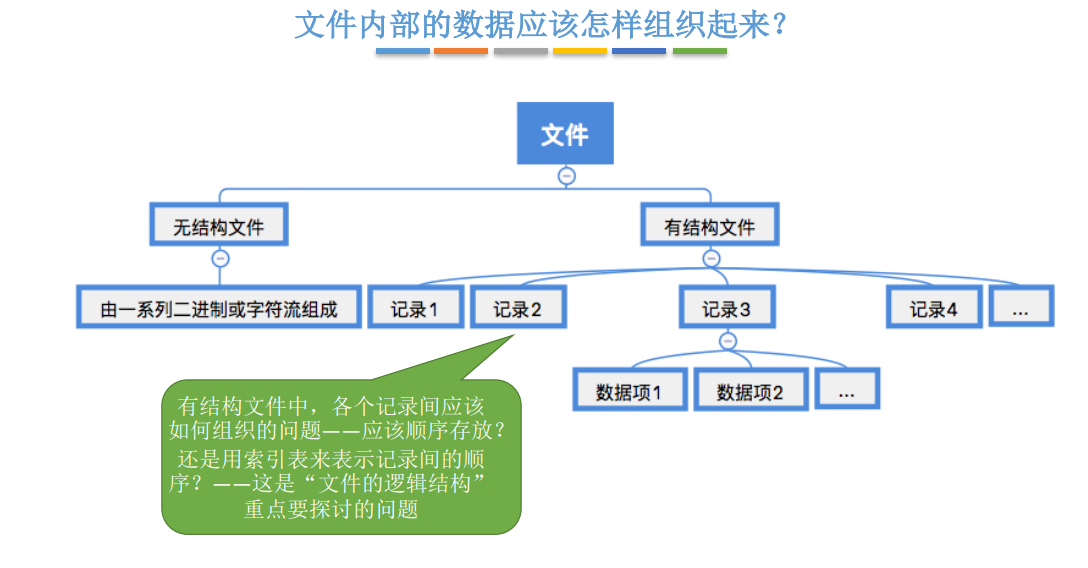 文件内部的数据应该怎样组织起来？
文件
无结构文件
有结构文件
由一系列二进制或字符流组成
记录1
记录2
记录3
记录4
...
数据项1
数据项2
...
有结构文件中，各个记录间应该
如何组织的问题——应该顺序存放？
还是用索引表来表示记录间的顺
序？——这是“文件的逻辑结构”
重点要探讨的问题